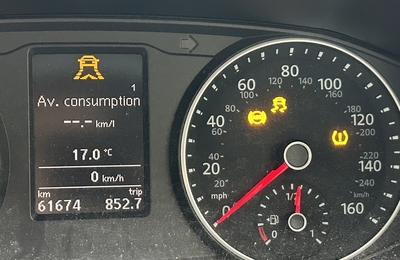 1
Av. consumption
--.- km/l
17.0 °C
0 km/h
km trip
61674 852.7
80
60 100
100 120 140 160
80
40 120
180
60 200
20 140
40 220
20 240
mph km/h
0 160
1/2
0 1